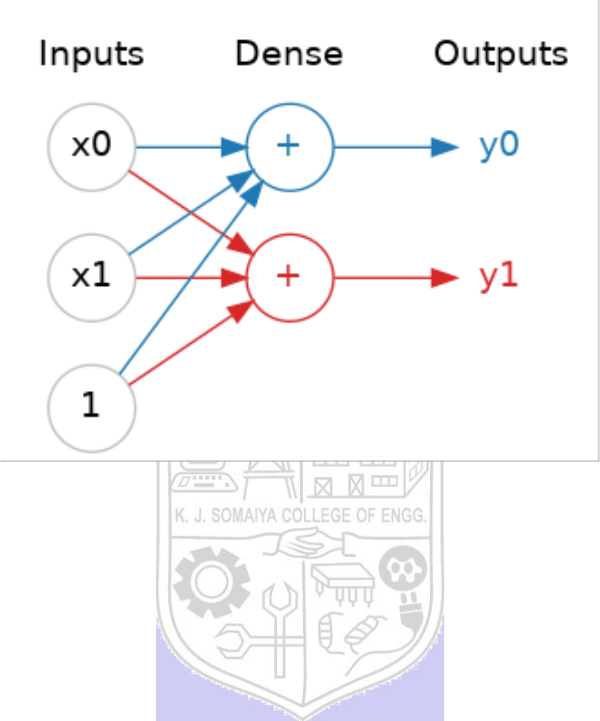 Inputs Dense Outputs
x0 + y0
x1 + y1
1
K. J. SOMAIYA COLLEGE OF ENGG.